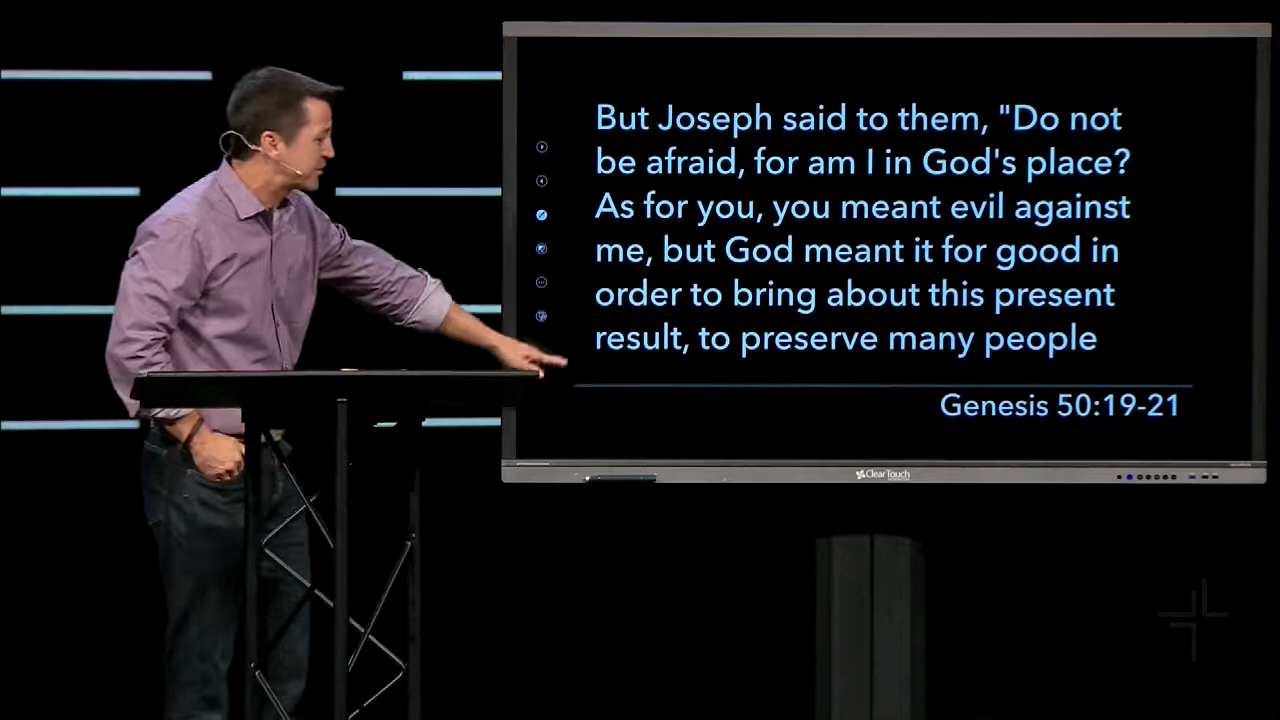 But Joseph said to them, "Do not
be afraid, for am I in God's place?
As for you, you meant evil against
me, but God meant it for good in
order to bring about this present
result, to preserve many people
Genesis 50:19-21
ClearTouch